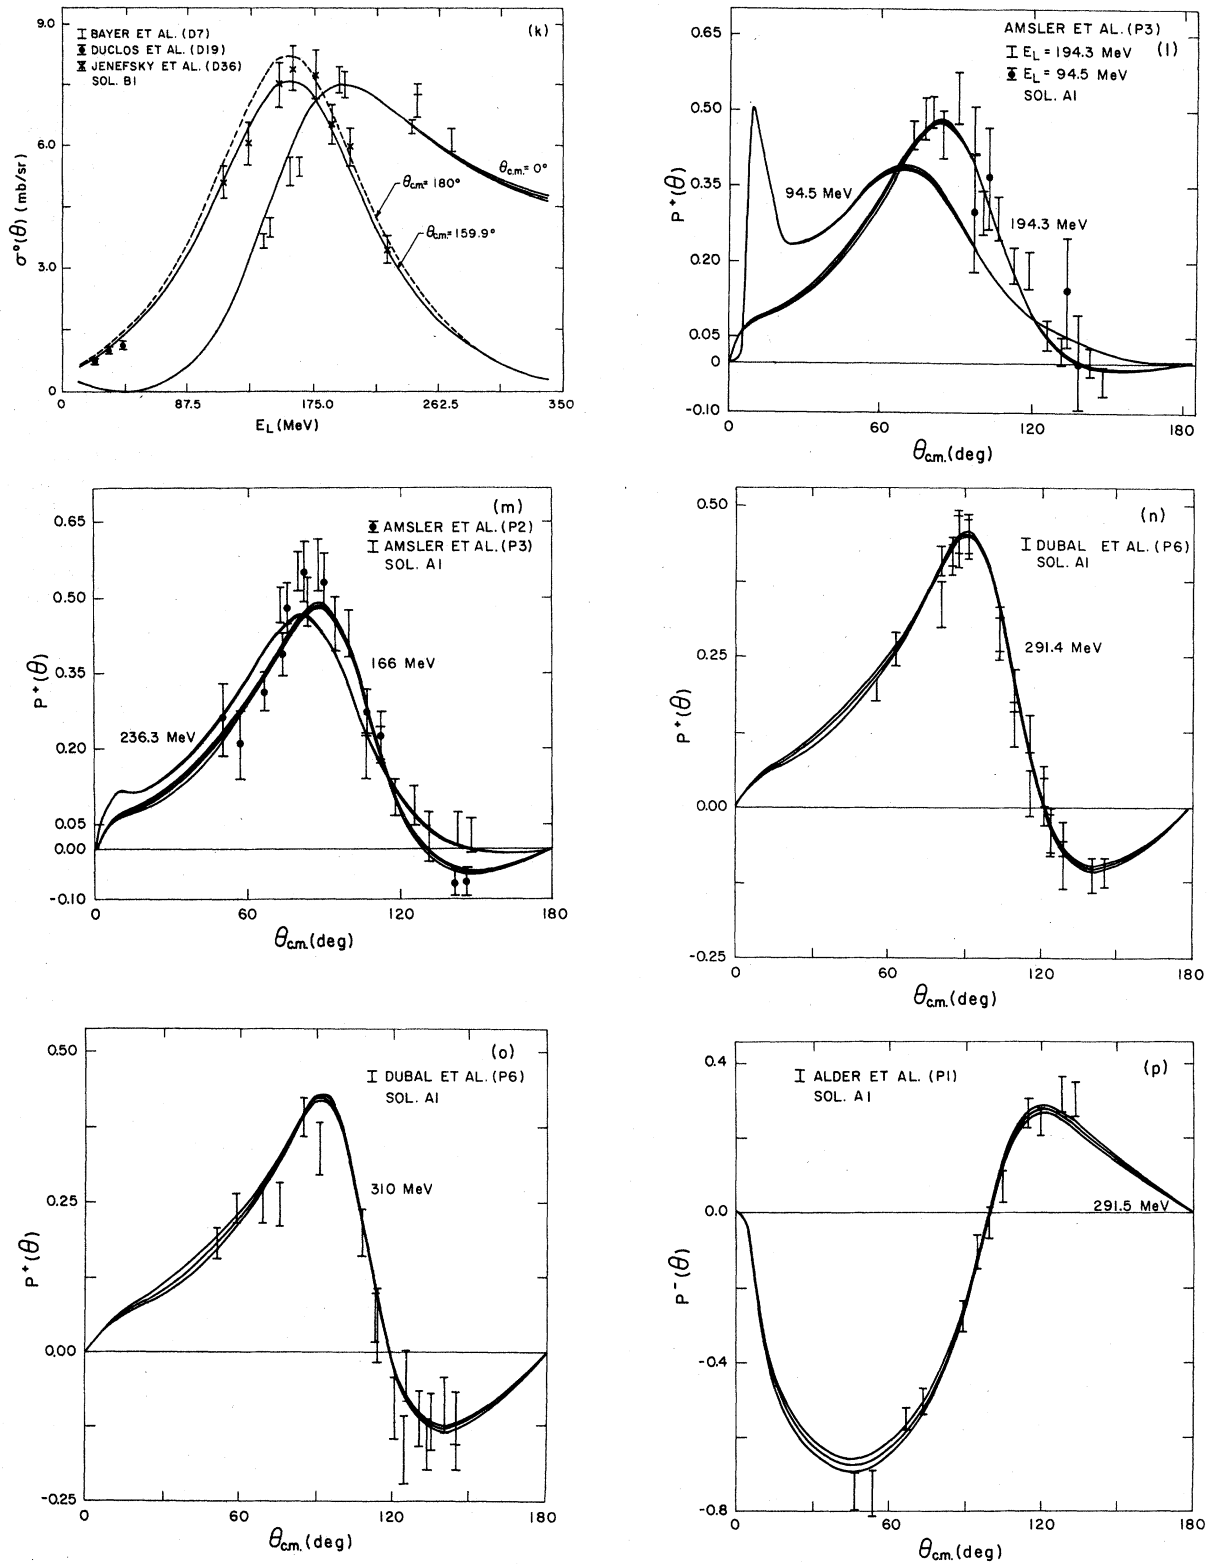 (k)
9.0
BAYER ET AL. (D7)
DUCLOS ET AL. (D19)
JENEFSKY ET AL. (D36)
SOL. B1
6.0
3.0
0
σ°(θ) (mb/sr)
θc.m.= 0°
θc.m.= 180°
θc.m.= 159.9°
0 87.5 175.0 262.5 350
EL (MeV)
(l)
AMSLER ET AL. (P3)
EL = 194.3 MeV
EL = 94.5 MeV
SOL. A1
0.65
0.50
0.35
0.20
0.05
0
-0.10
P⁺(θ)
94.5 MeV
194.3 MeV
0 60 120 180
θc.m. (deg)
(m)
AMSLER ET AL. (P2)
AMSLER ET AL. (P3)
SOL. A1
0.65
0.50
0.35
0.20
0.05
0.00
-0.10
P⁺(θ)
166 MeV
236.3 MeV
0 60 120 180
θc.m. (deg)
(n)
DUBAL ET AL. (P6)
SOL. A1
0.50
0.25
0.00
-0.25
P⁺(θ)
291.4 MeV
0 60 120 180
θc.m. (deg)
(o)
DUBAL ET AL. (P6)
SOL. A1
0.50
0.25
0.00
-0.25
P⁺(θ)
310 MeV
0 60 120 180
θc.m. (deg)
(p)
ALDER ET AL. (P1)
SOL. A1
0.4
0.0
-0.4
-0.8
P⁻(θ)
291.5 MeV
0 60 120 180
θc.m. (deg)